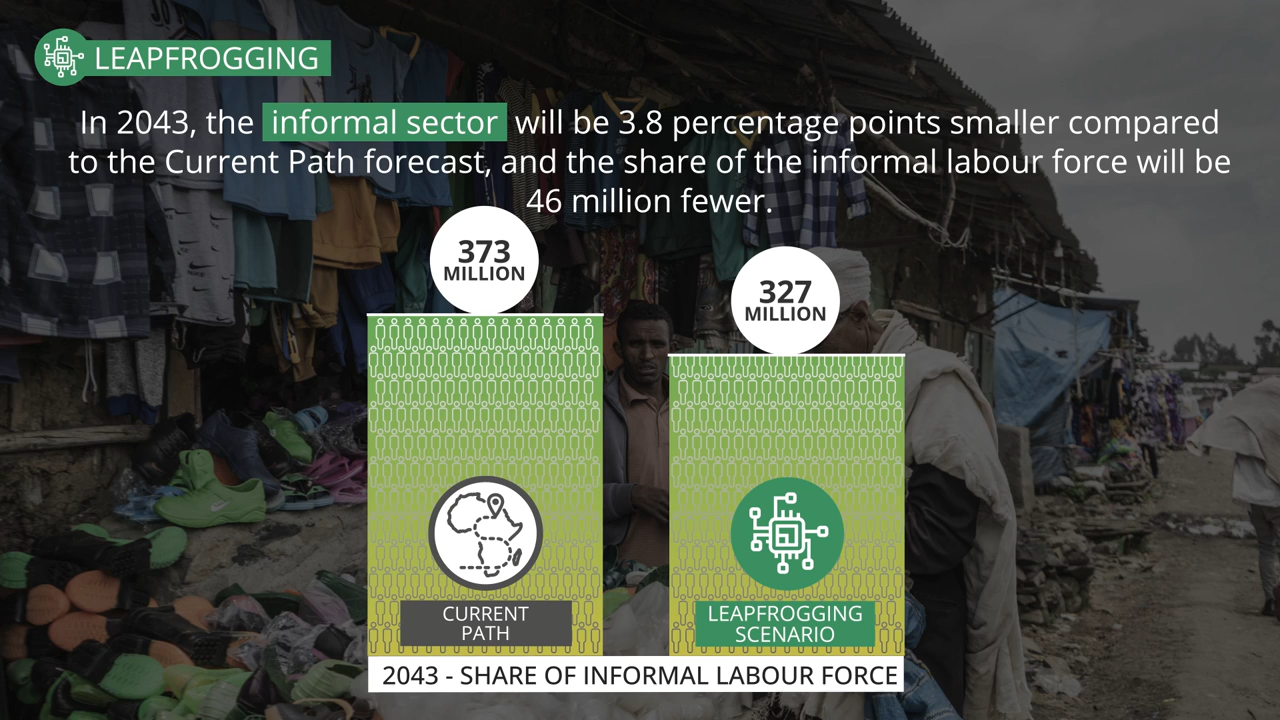 LEAPFROGGING
In 2043, the informal sector will be 3.8 percentage points smaller compared
to the Current Path forecast, and the share of the informal labour force will be
46 million fewer.
373
MILLION
327
MILLION
CURRENT
PATH
LEAPFROGGING
SCENARIO
2043 - SHARE OF INFORMAL LABOUR FORCE